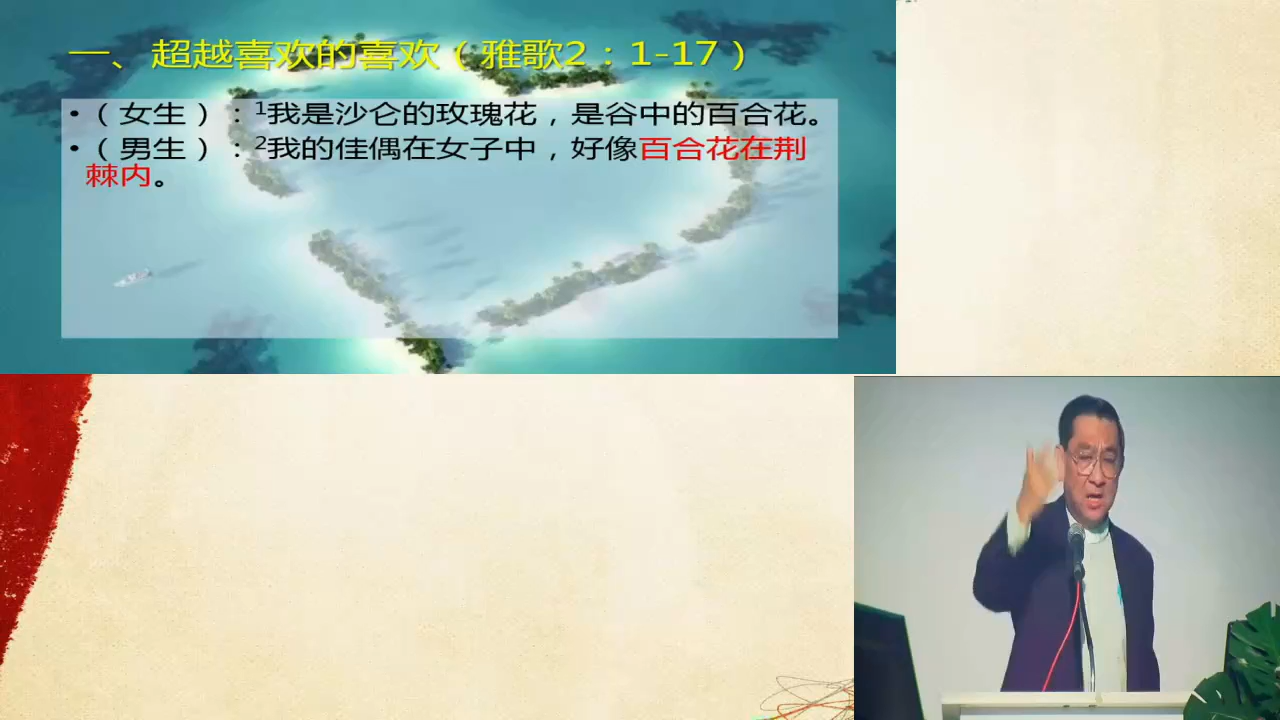 一、超越喜欢的喜欢（雅歌2：1-17）
•（女生）：¹我是沙仑的玫瑰花，是谷中的百合花。
•（男生）：²我的佳偶在女子中，好像百合花在荆
棘内。